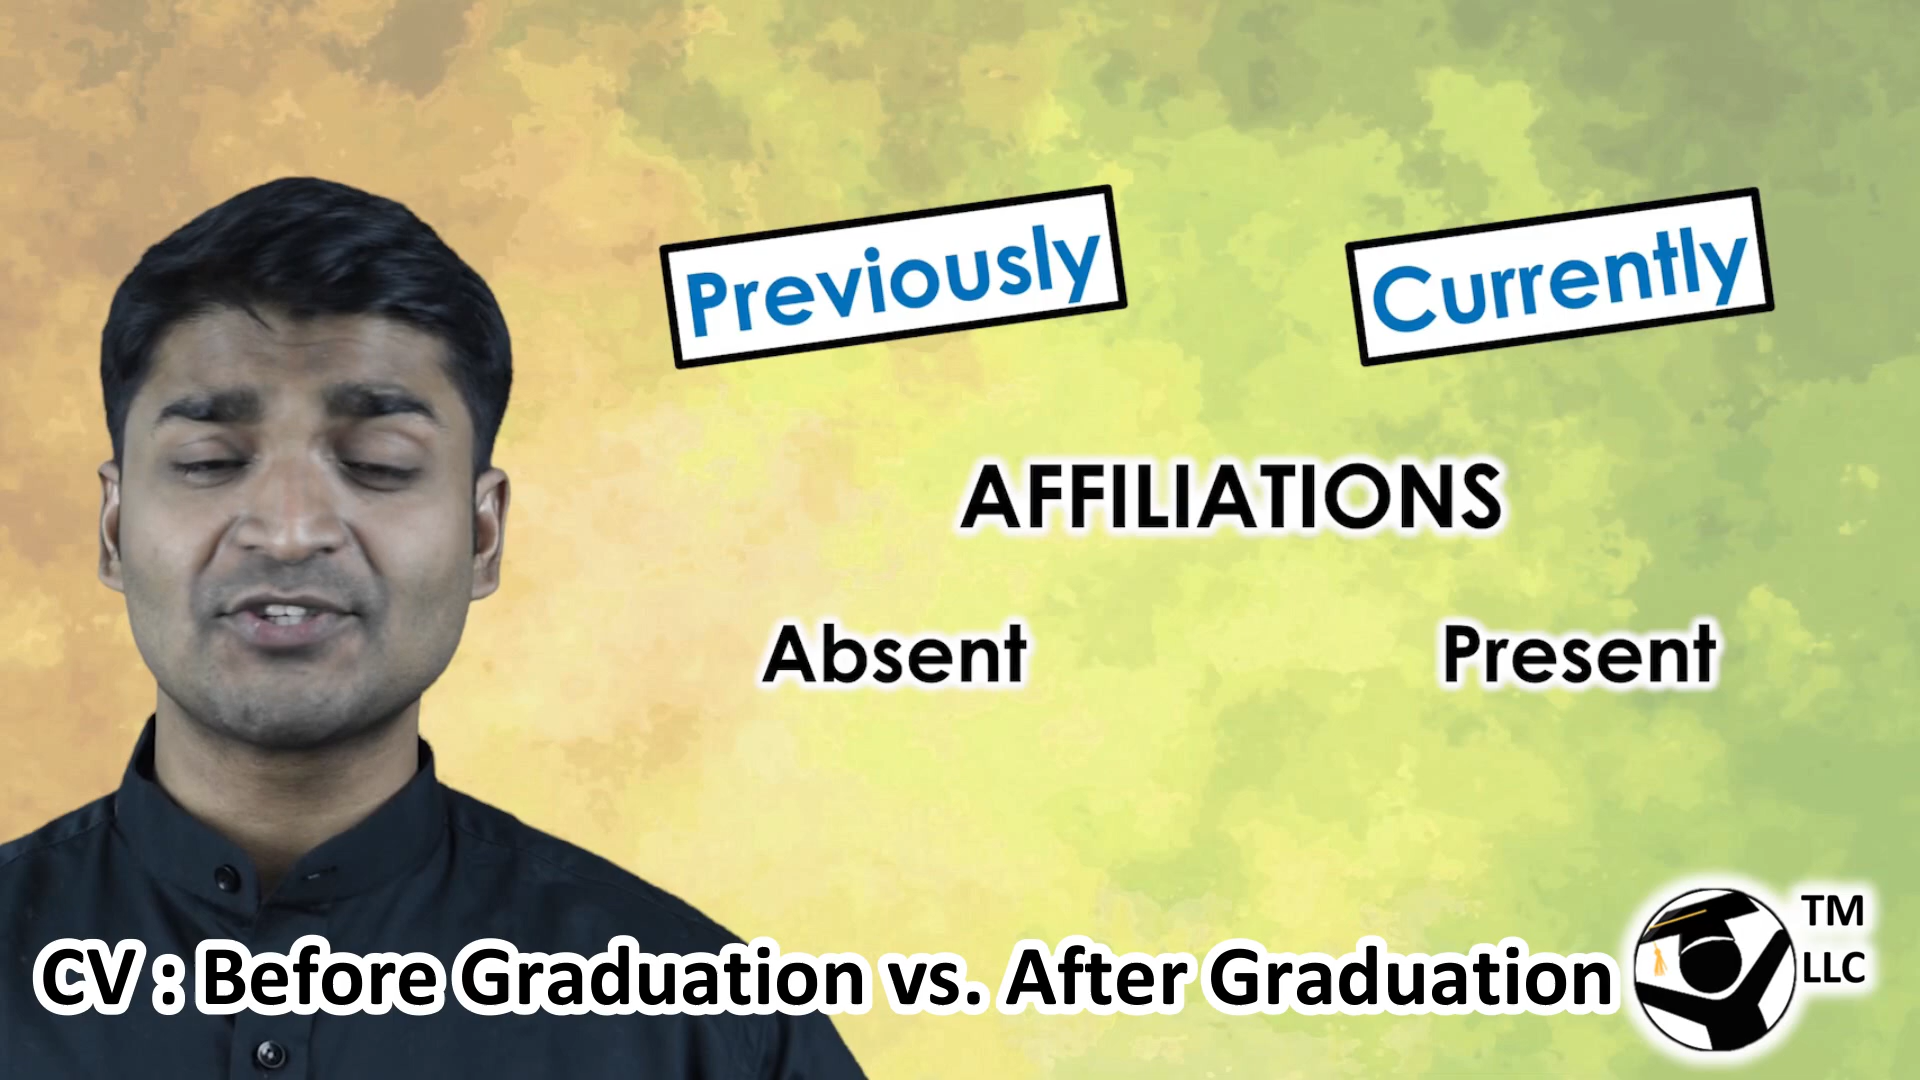 Previously Currently
AFFILIATIONS
Absent Present
CV : Before Graduation vs. After Graduation
TM
LLC